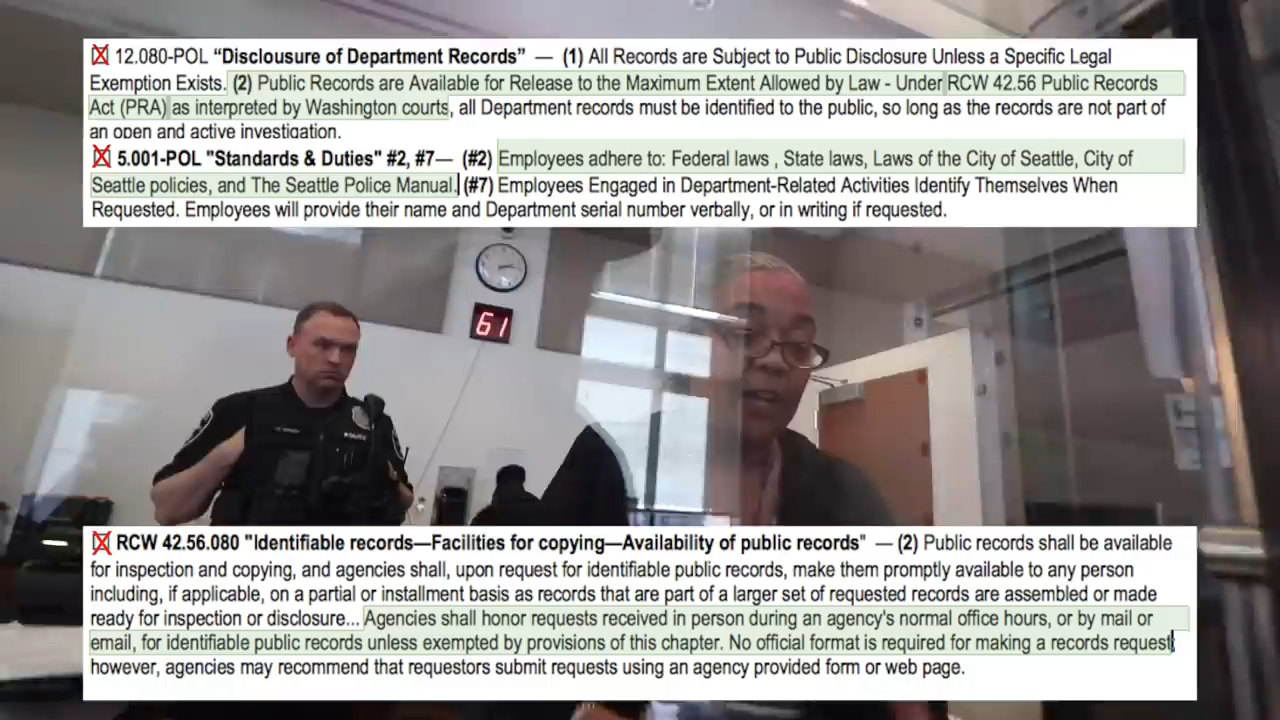 12.080-POL “Disclousure of Department Records” — (1) All Records are Subject to Public Disclosure Unless a Specific Legal
Exemption Exists. (2) Public Records are Available for Release to the Maximum Extent Allowed by Law - Under RCW 42.56 Public Records
Act (PRA) as interpreted by Washington courts, all Department records must be identified to the public, so long as the records are not part of
an open and active investigation.
5.001-POL "Standards & Duties" #2, #7— (#2) Employees adhere to: Federal laws , State laws, Laws of the City of Seattle, City of
Seattle policies, and The Seattle Police Manual. (#7) Employees Engaged in Department-Related Activities Identify Themselves When
Requested. Employees will provide their name and Department serial number verbally, or in writing if requested.
61
POLICE
RCW 42.56.080 "Identifiable records—Facilities for copying—Availability of public records" — (2) Public records shall be available
for inspection and copying, and agencies shall, upon request for identifiable public records, make them promptly available to any person
including, if applicable, on a partial or installment basis as records that are part of a larger set of requested records are assembled or made
ready for inspection or disclosure... Agencies shall honor requests received in person during an agency's normal office hours, or by mail or
email, for identifiable public records unless exempted by provisions of this chapter. No official format is required for making a records request;
however, agencies may recommend that requestors submit requests using an agency provided form or web page.